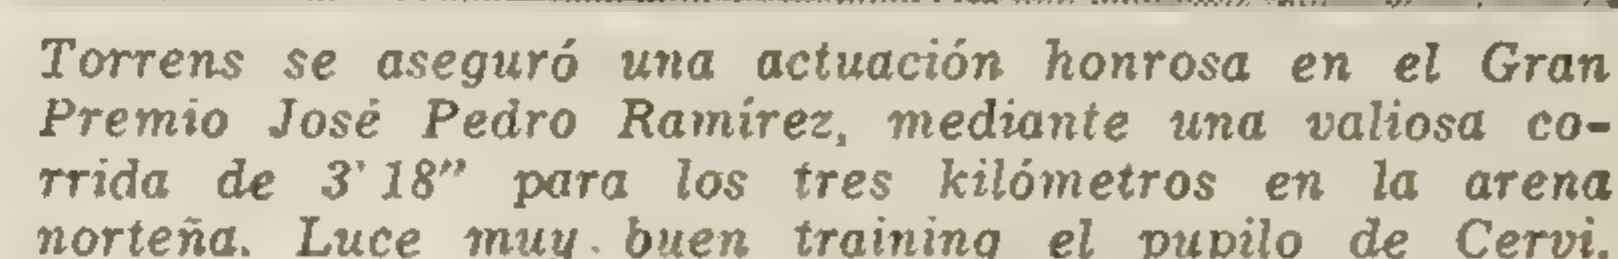 Torrens se aseguró una actuación honrosa en el Gran
Premio José Pedro Ramírez, mediante una valiosa co-
rrida de 3'18" para los tres kilómetros en la arena
norteña. Luce muy buen training el pupilo de Cervi.